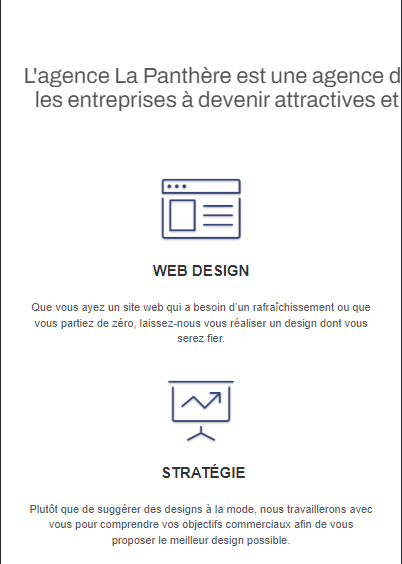 L'agence La Panthère est une agence d
les entreprises à devenir attractives et
WEB DESIGN
Que vous ayez un site web qui a besoin d’un rafraîchissement ou que
vous partiez de zéro, laissez-nous vous réaliser un design dont vous
serez fier.
STRATÉGIE
Plutôt que de suggérer des designs à la mode, nous travaillerons avec
vous pour comprendre vos objectifs commerciaux afin de vous
proposer le meilleur design possible.